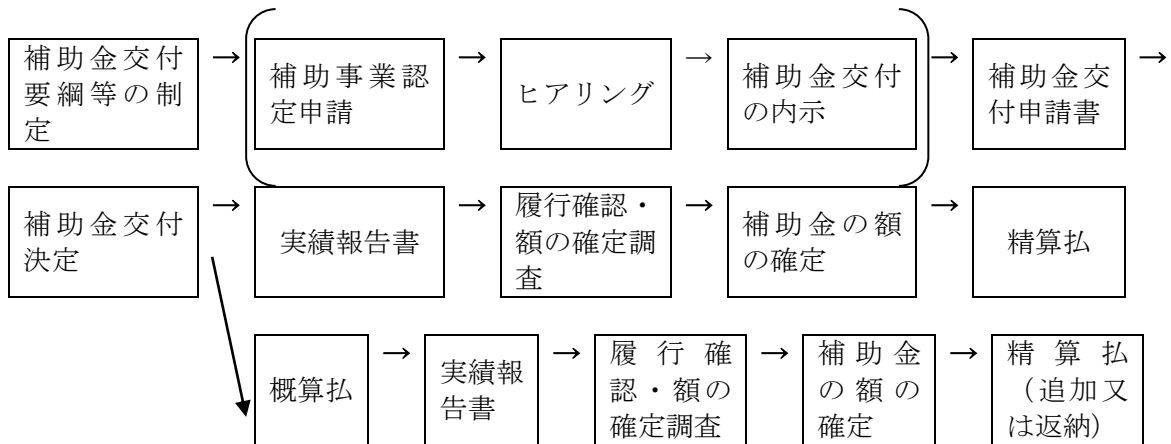 補助金交付
要綱等の制
定
→
補助事業認
定申請
→
ヒアリング
→
補助金交付
の内示
→
補助金交
付申請書
→
補助金交付
決定
→
実績報告書
→
履行確認・
額の確定調
査
→
補助金の額
の確定
→
精算払
概算払
→
実績報
告書
→
履行確
認・額の
確定調査
→
補助金
の額の
確定
→
精算払
（追加又
は返納）